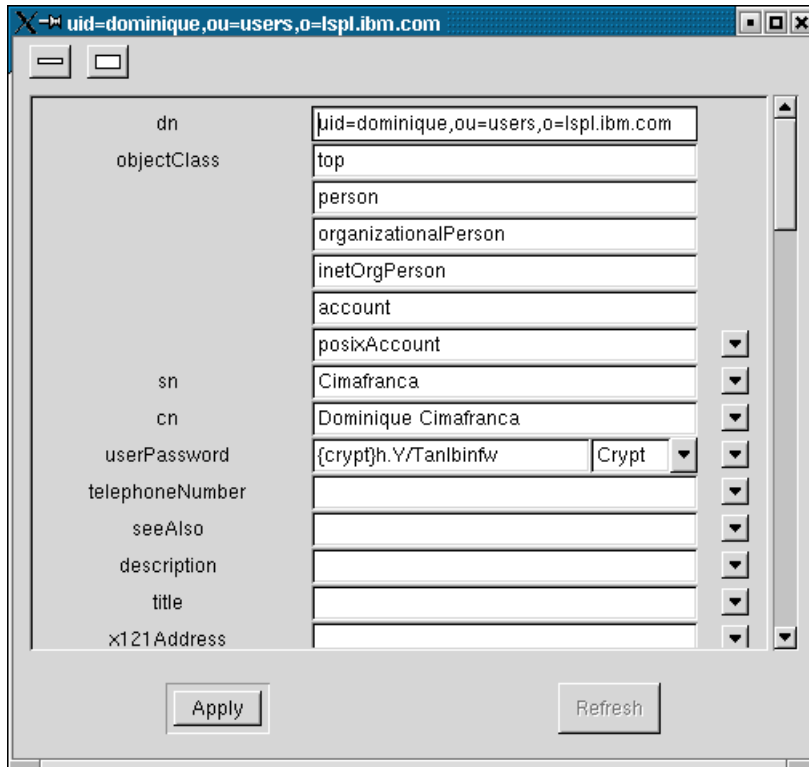 uid=dominique,ou=users,o=lspl.ibm.com
dn uid=dominique,ou=users,o=lspl.ibm.com
objectClass top
person
organizationalPerson
inetOrgPerson
account
posixAccount
sn Cimafranca
cn Dominique Cimafranca
userPassword {crypt}h.Y/TanIbinfw Crypt
telephoneNumber
seeAlso
description
title
x121Address
Apply Refresh